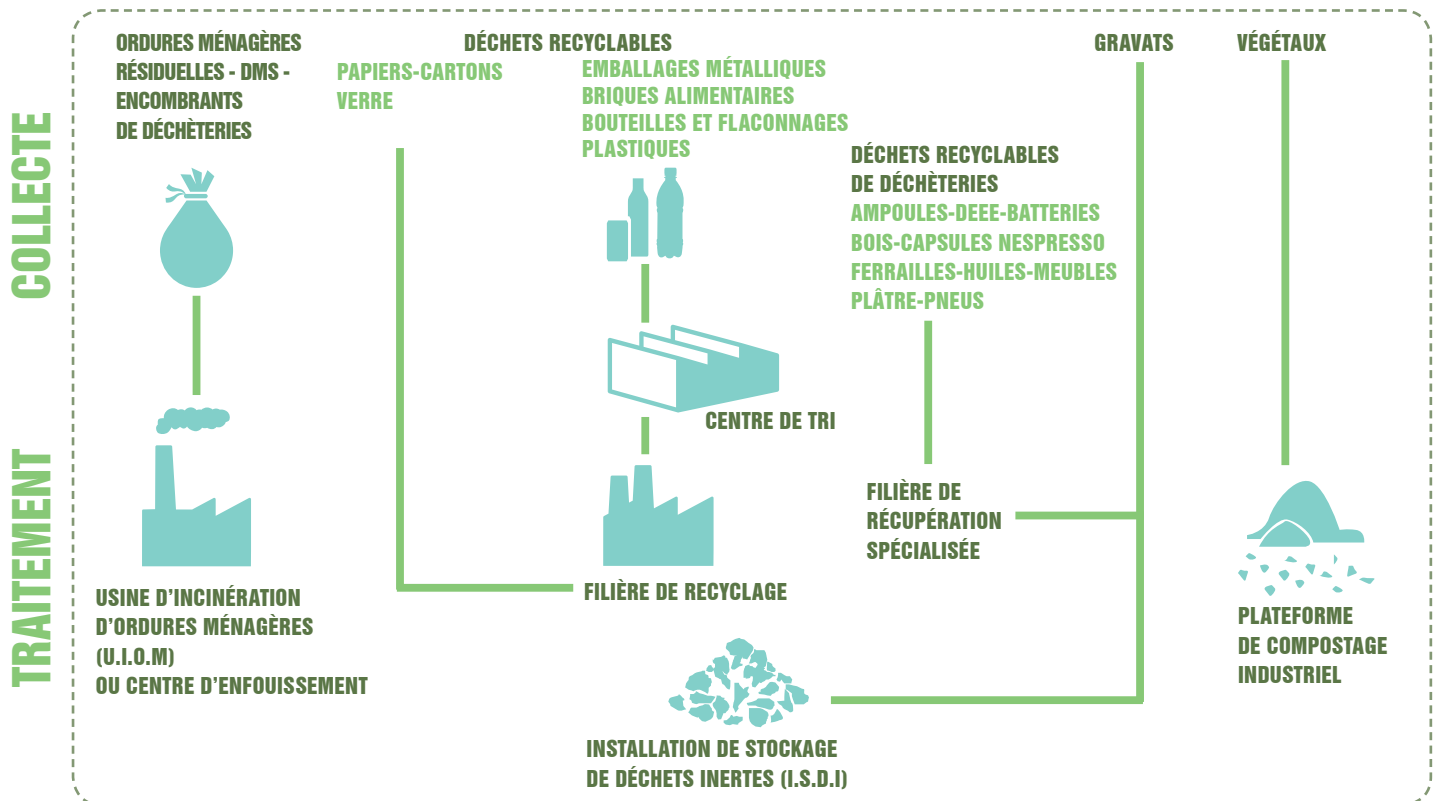 COLLECTE
TRAITEMENT
ORDURES MÉNAGÈRES
RÉSIDUELLES - DMS -
ENCOMBRANTS
DE DÉCHÈTERIES
DÉCHETS RECYCLABLES
PAPIERS-CARTONS
VERRE
EMBALLAGES MÉTALLIQUES
BRIQUES ALIMENTAIRES
BOUTEILLES ET FLACONNAGES
PLASTIQUES
DÉCHETS RECYCLABLES
DE DÉCHÈTERIES
AMPOULES-DEEE-BATTERIES
BOIS-CAPSULES NESPRESSO
FERRAILLES-HUILES-MEUBLES
PLÂTRE-PNEUS
GRAVATS
VÉGÉTAUX
CENTRE DE TRI
FILIÈRE DE
RÉCUPÉRATION
SPÉCIALISÉE
USINE D’INCINÉRATION
D’ORDURES MÉNAGÈRES
(U.I.O.M)
OU CENTRE D’ENFOUISSEMENT
FILIÈRE DE RECYCLAGE
PLATEFORME
DE COMPOSTAGE
INDUSTRIEL
INSTALLATION DE STOCKAGE
DE DÉCHETS INERTES (I.S.D.I)